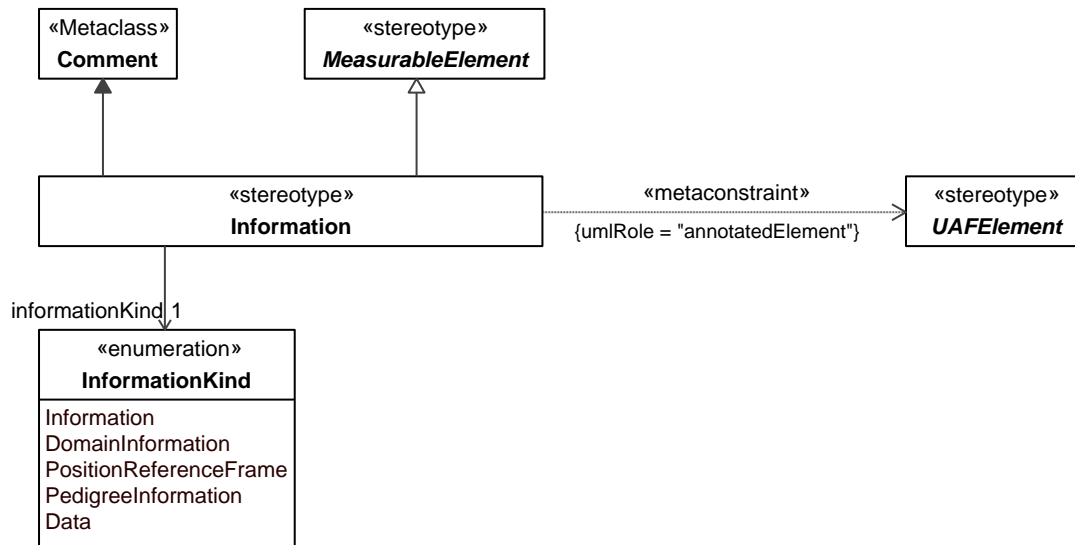 «Metaclass»
Comment
«stereotype»
MeasurableElement
«stereotype»
Information
«metaconstraint»
{umlRole = "annotatedElement"}
«stereotype»
UAFElement
informationKind 1
«enumeration»
InformationKind
Information
DomainInformation
PositionReferenceFrame
PedigreeInformation
Data